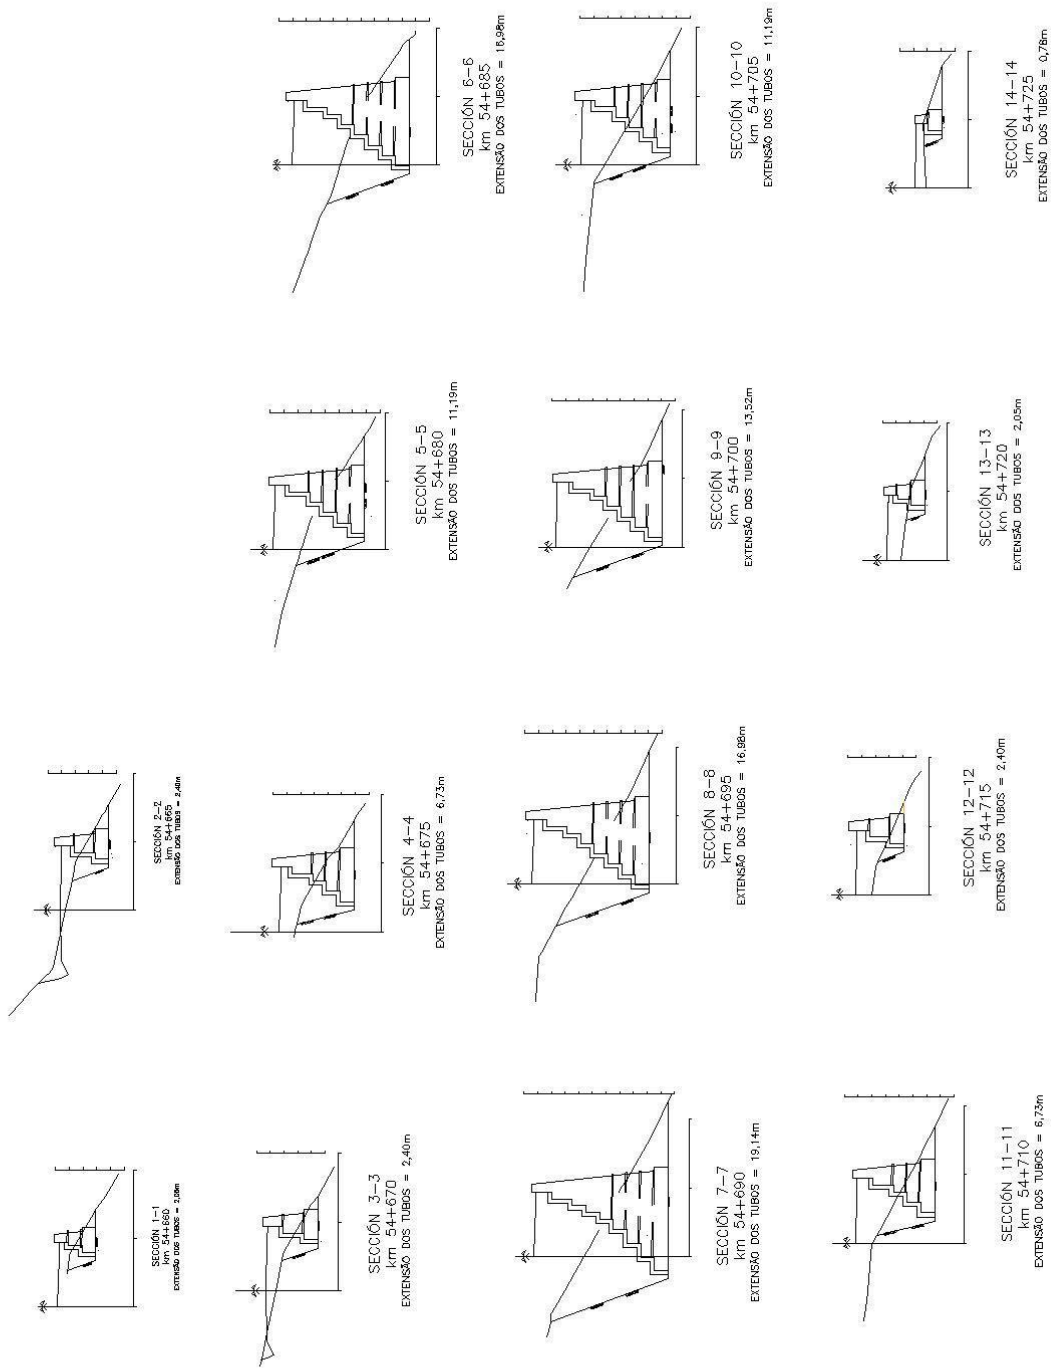 SECCIÓN 1-1
km 54+660
EXTENSÃO DOS TUBOS = 2,06m
SECCIÓN 2-2
km 54+665
EXTENSÃO DOS TUBOS = 2,40m
SECCIÓN 3-3
km 54+670
EXTENSÃO DOS TUBOS = 2,40m
SECCIÓN 4-4
km 54+675
EXTENSÃO DOS TUBOS = 6,73m
SECCIÓN 5-5
km 54+680
EXTENSÃO DOS TUBOS = 11,19m
SECCIÓN 6-6
km 54+685
EXTENSÃO DOS TUBOS = 16,98m
SECCIÓN 7-7
km 54+690
EXTENSÃO DOS TUBOS = 19,14m
SECCIÓN 8-8
km 54+695
EXTENSÃO DOS TUBOS = 16,98m
SECCIÓN 9-9
km 54+700
EXTENSÃO DOS TUBOS = 13,52m
SECCIÓN 10-10
km 54+705
EXTENSÃO DOS TUBOS = 11,19m
SECCIÓN 11-11
km 54+710
EXTENSÃO DOS TUBOS = 6,73m
SECCIÓN 12-12
km 54+715
EXTENSÃO DOS TUBOS = 2,40m
SECCIÓN 13-13
km 54+720
EXTENSÃO DOS TUBOS = 2,05m
SECCIÓN 14-14
km 54+725
EXTENSÃO DOS TUBOS = 0,78m